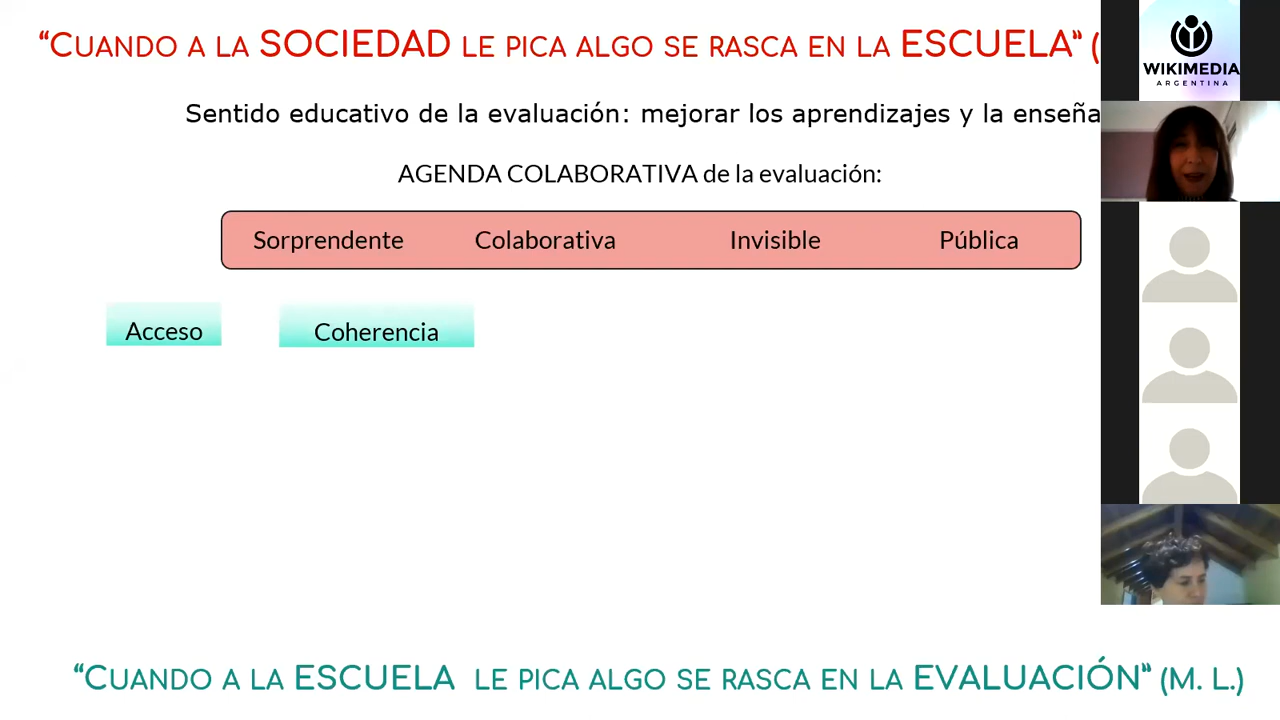 “CUANDO A LA SOCIEDAD LE PICA ALGO SE RASCA EN LA ESCUELA” (
WIKIMEDIA
ARGENTINA
Sentido educativo de la evaluación: mejorar los aprendizajes y la enseña
AGENDA COLABORATIVA de la evaluación:
Sorprendente Colaborativa Invisible Pública
Acceso Coherencia
“CUANDO A LA ESCUELA LE PICA ALGO SE RASCA EN LA EVALUACIÓN” (M. L.)